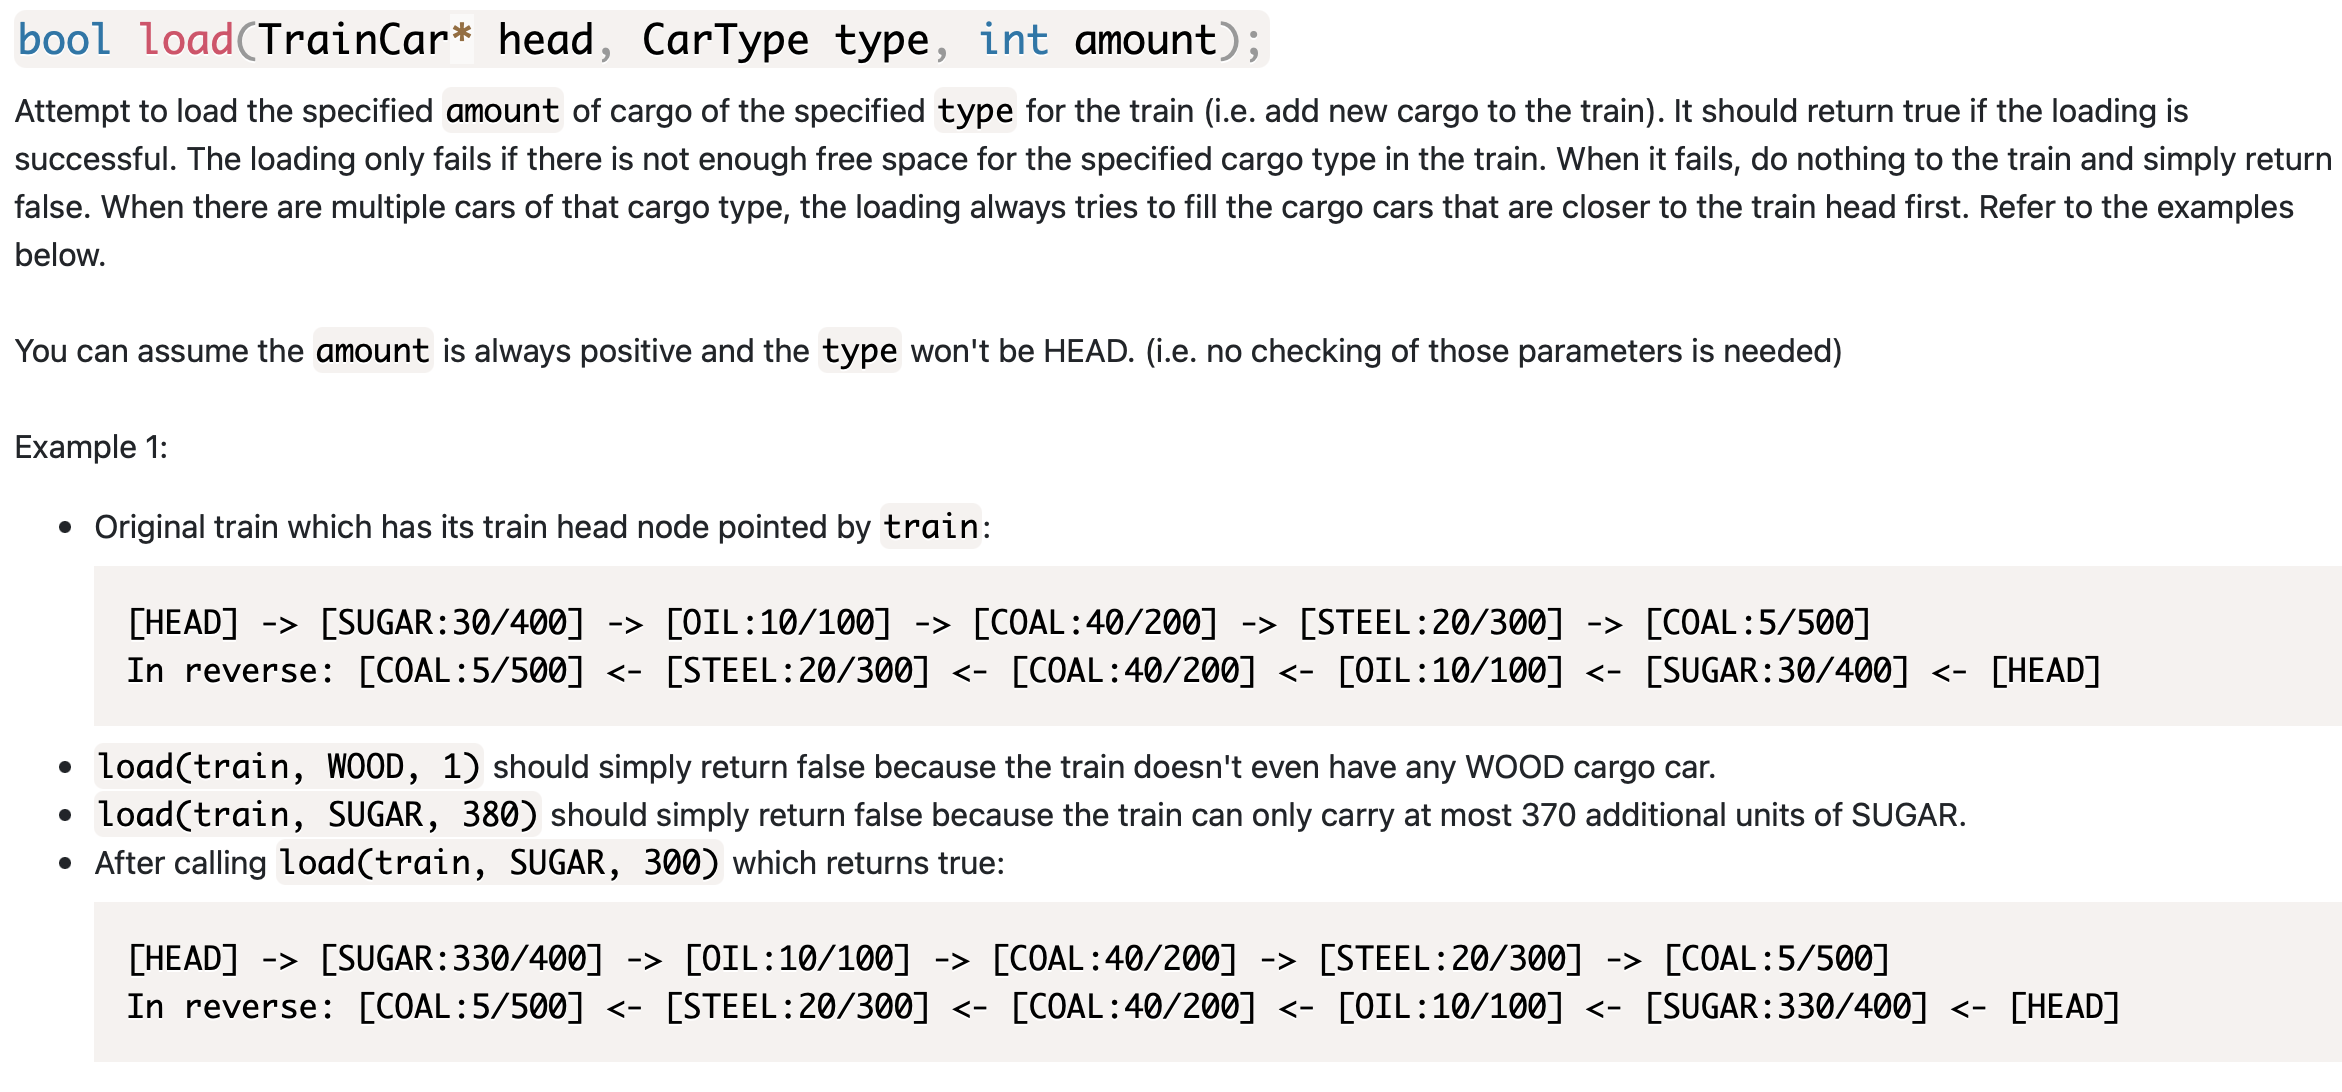 bool load(TrainCar* head, CarType type, int amount);
Attempt to load the specified amount of cargo of the specified type for the train (i.e. add new cargo to the train). It should return true if the loading is
successful. The loading only fails if there is not enough free space for the specified cargo type in the train. When it fails, do nothing to the train and simply return
false. When there are multiple cars of that cargo type, the loading always tries to fill the cargo cars that are closer to the train head first. Refer to the examples
below.
You can assume the amount is always positive and the type won't be HEAD. (i.e. no checking of those parameters is needed)
Example 1:
• Original train which has its train head node pointed by train:
[HEAD] -> [SUGAR:30/400] -> [OIL:10/100] -> [COAL:40/200] -> [STEEL:20/300] -> [COAL:5/500]
In reverse: [COAL:5/500] <- [STEEL:20/300] <- [COAL:40/200] <- [OIL:10/100] <- [SUGAR:30/400] <- [HEAD]
• load(train, WOOD, 1) should simply return false because the train doesn't even have any WOOD cargo car.
• load(train, SUGAR, 380) should simply return false because the train can only carry at most 370 additional units of SUGAR.
• After calling load(train, SUGAR, 300) which returns true:
[HEAD] -> [SUGAR:330/400] -> [OIL:10/100] -> [COAL:40/200] -> [STEEL:20/300] -> [COAL:5/500]
In reverse: [COAL:5/500] <- [STEEL:20/300] <- [COAL:40/200] <- [OIL:10/100] <- [SUGAR:330/400] <- [HEAD]